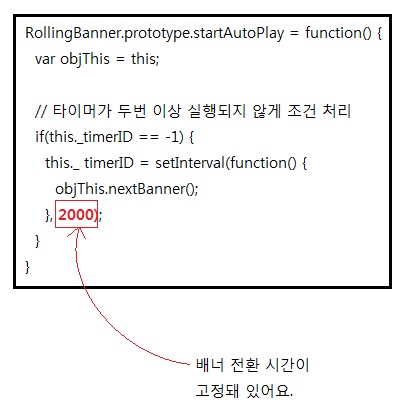 RollingBanner.prototype.startAutoPlay = function() {
var objThis = this;
// 타이머가 두번 이상 실행되지 않게 조건 처리
if(this._timerID == -1) {
this._ timerID = setInterval(function() {
objThis.nextBanner();
}, 2000);
}
}
배너 전환 시간이
고정돼 있어요.